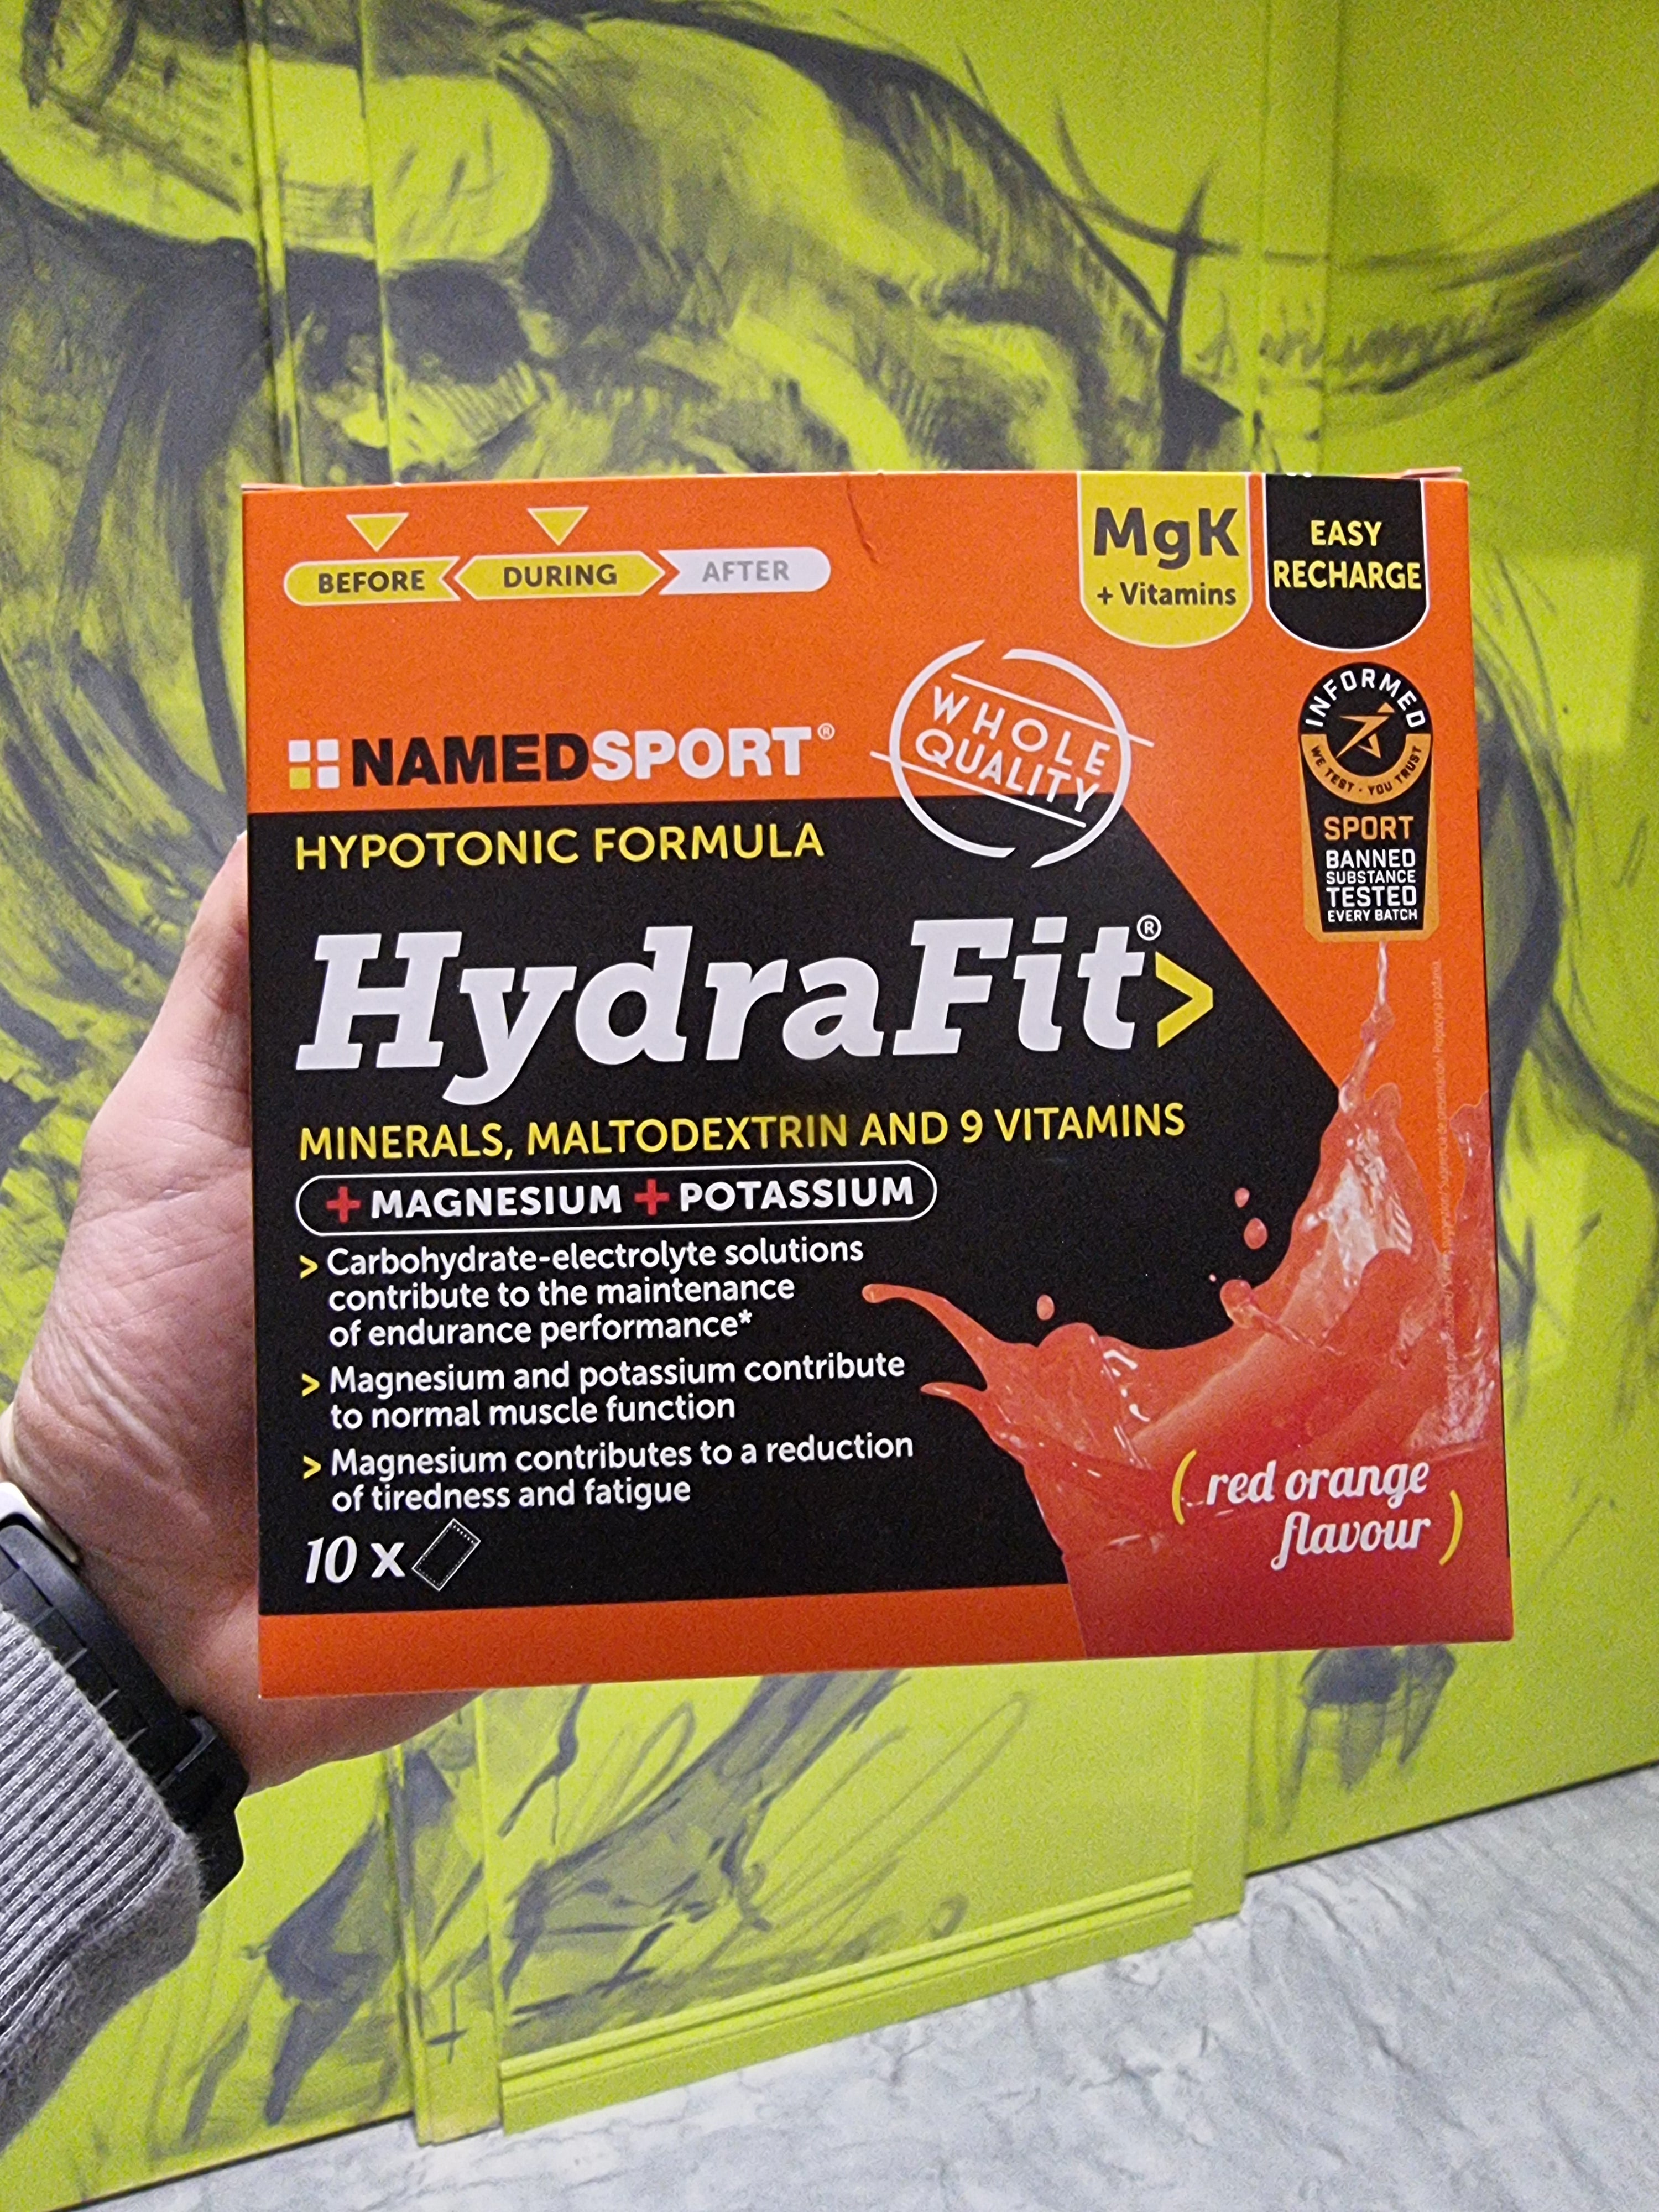 BEFORE DURING AFTER
MgK
+ Vitamins
EASY
RECHARGE
INFORMED
WE TEST · YOU TRUST
SPORT
BANNED
SUBSTANCE
TESTED
EVERY BATCH
WHOLE
QUALITY
NAMEDSPORT®
HYPOTONIC FORMULA
HydraFit®>
MINERALS, MALTODEXTRIN AND 9 VITAMINS
+ MAGNESIUM + POTASSIUM
> Carbohydrate-electrolyte solutions
contribute to the maintenance
of endurance performance*
> Magnesium and potassium contribute
to normal muscle function
> Magnesium contributes to a reduction
of tiredness and fatigue
10 x
(red orange
flavour)